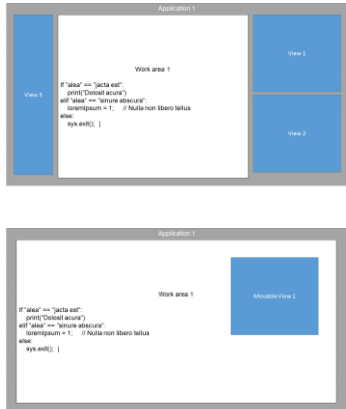 Application 1
View 3
Work area 1
If "alea" == "jacta est":
print("Dolosit acura")
elif "alea" == "sinure abscura":
loremIpsum = 1; // Nulla non libero tellus
else:
sys.exit(); |
View 1
View 2
Application 1
Work area 1
If "alea" == "jacta est":
print("Dolosit acura")
elif "alea" == "sinure abscura":
loremIpsum = 1; // Nulla non libero tellus
else:
sys.exit(); |
Movable View 1